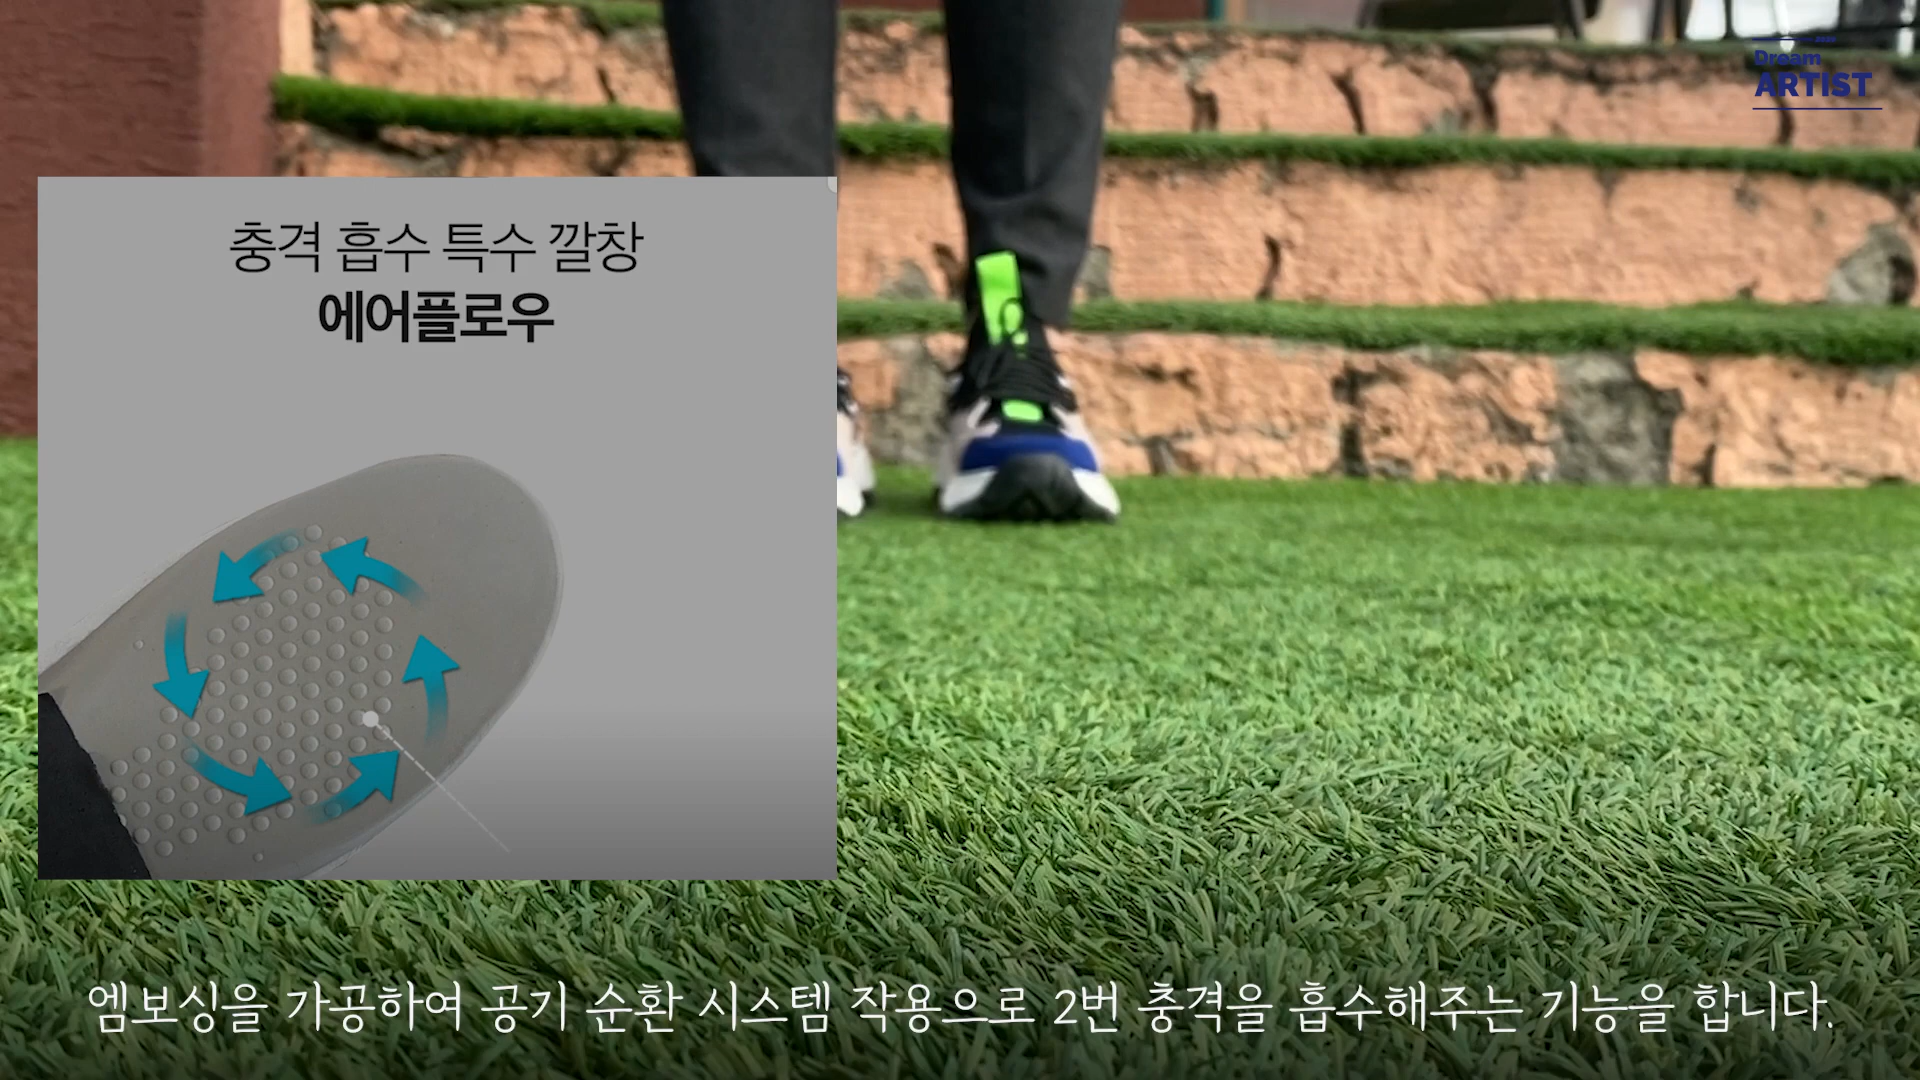 Dream
ARTIST
충격 흡수 특수 깔창
에어플로우
엠보싱을 가공하여 공기 순환 시스템 작용으로 2번 충격을 흡수해주는 기능을 합니다.